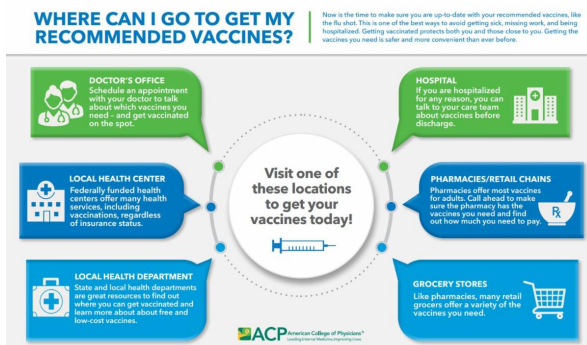 WHERE CAN I GO TO GET MY
RECOMMENDED VACCINES?
Now is the time to make sure you are up-to-date with your recommended vaccines, like
the flu shot. This is one of the best ways to avoid getting sick, missing work, and being
hospitalized. Getting vaccinated protects both you and those close to you. Getting the
vaccines you need is safer and more convenient than ever before.
DOCTOR'S OFFICE
Schedule an appointment
with your doctor to talk
about which vaccines you
need – and get vaccinated
on the spot.
HOSPITAL
If you are hospitalized
for any reason, you can
talk to your care team
about vaccines before
discharge.
LOCAL HEALTH CENTER
Federally funded health
centers offer many health
services, including
vaccinations, regardless
of insurance status.
Visit one of
these locations
to get your
vaccines today!
PHARMACIES/RETAIL CHAINS
Pharmacies offer most vaccines
for adults. Call ahead to make
sure the pharmacy has the
vaccines you need and find
out how much you need to pay.
Rx
LOCAL HEALTH DEPARTMENT
State and local health departments
are great resources to find out
where you can get vaccinated and
learn more about about free and
low-cost vaccines.
GROCERY STORES
Like pharmacies, many retail
grocers offer a variety of the
vaccines you need.
ACP American College of Physicians®
Leading Internal Medicine, Improving Lives